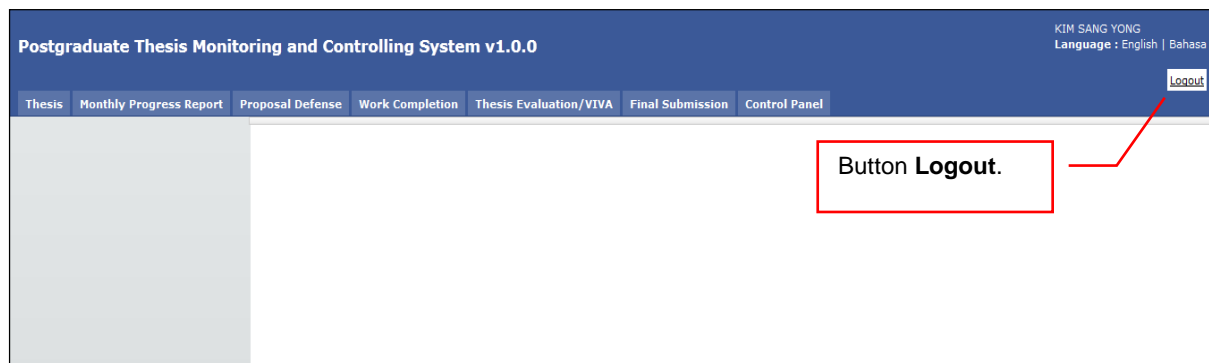 KIM SANG YONG
Postgraduate Thesis Monitoring and Controlling System v1.0.0
Language : English | Bahasa
Logout
Thesis Monthly Progress Report Proposal Defense Work Completion Thesis Evaluation/VIVA Final Submission Control Panel
Button Logout.